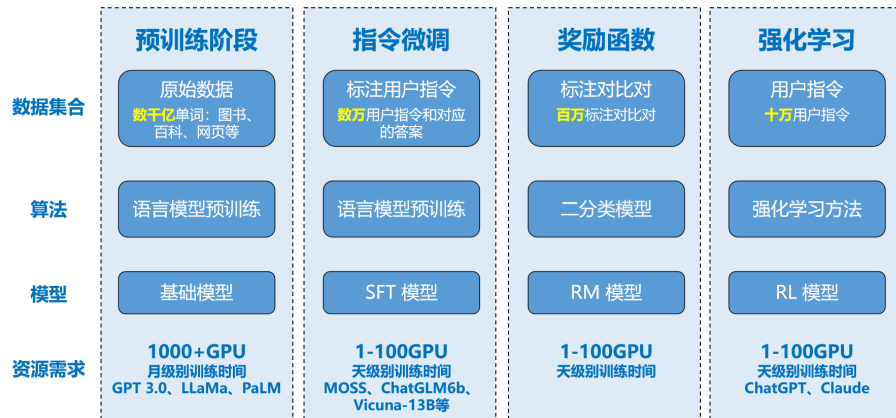 预训练阶段
指令微调
奖励函数
强化学习
数据集合
原始数据
数千亿单词：图书、
百科、网页等
标注用户指令
数万用户指令和对应
的答案
标注对比对
百万标注对比对
用户指令
十万用户指令
算法
语言模型预训练
语言模型预训练
二分类模型
强化学习方法
模型
基础模型
SFT 模型
RM 模型
RL 模型
资源需求
1000+GPU
月级别训练时间
GPT 3.0、LLaMa、PaLM
1-100GPU
天级别训练时间
MOSS、ChatGLM6b、
Vicuna-13B等
1-100GPU
天级别训练时间
1-100GPU
天级别训练时间
ChatGPT、Claude